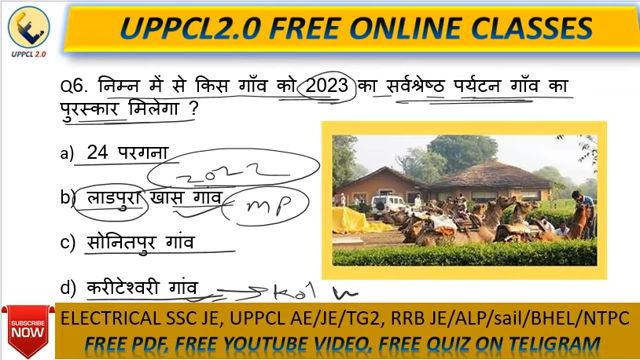 UPPCL2.0 FREE ONLINE CLASSES
UPPCL 2.0
Q6. निम्न में से किस गाँव को 2023 का सर्वश्रेष्ठ पर्यटन गाँव का
पुरस्कार मिलेगा ?
a) 24 परगना
2022
b) लाडपुरा खास गाव MP
c) सोनितपुर गांव
d) करीटेश्वरी गांव
SUBSCRIBE
NOW
ELECTRICAL SSC JE, UPPCL AE/JE/TG2, RRB JE/ALP/sail/BHEL/NTPC
FREE PDF, FREE YOUTUBE VIDEO, FREE QUIZ ON TELIGRAM